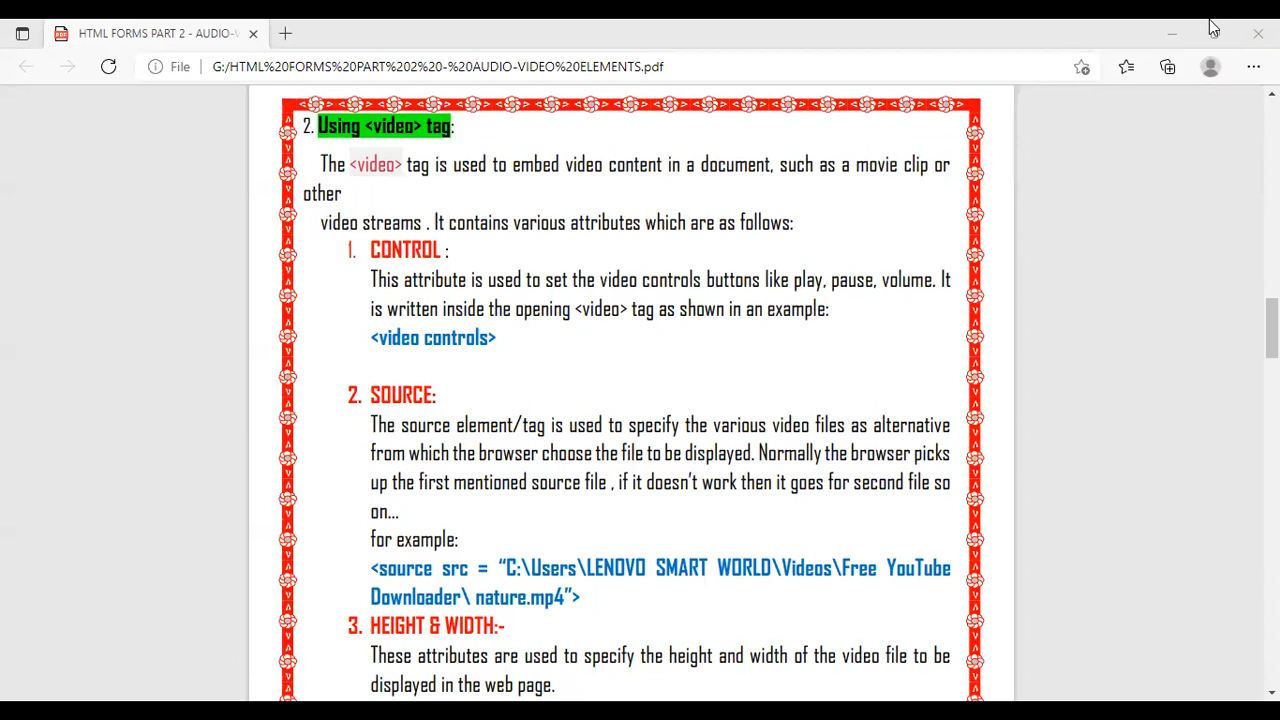 HTML FORMS PART 2 - AUDIO-V
File G:/HTML%20FORMS%20PART%202%20-%20AUDIO-VIDEO%20ELEMENTS.pdf
2. Using <video> tag:
The <video> tag is used to embed video content in a document, such as a movie clip or
other
video streams . It contains various attributes which are as follows:
1. CONTROL :
This attribute is used to set the video controls buttons like play, pause, volume. It
is written inside the opening <video> tag as shown in an example:
<video controls>
2. SOURCE:
The source element/tag is used to specify the various video files as alternative
from which the browser choose the file to be displayed. Normally the browser picks
up the first mentioned source file , if it doesn’t work then it goes for second file so
on...
for example:
<source src = “C:\Users\LENOVO SMART WORLD\Videos\Free YouTube
Downloader\ nature.mp4”>
3. HEIGHT & WIDTH:-
These attributes are used to specify the height and width of the video file to be
displayed in the web page.